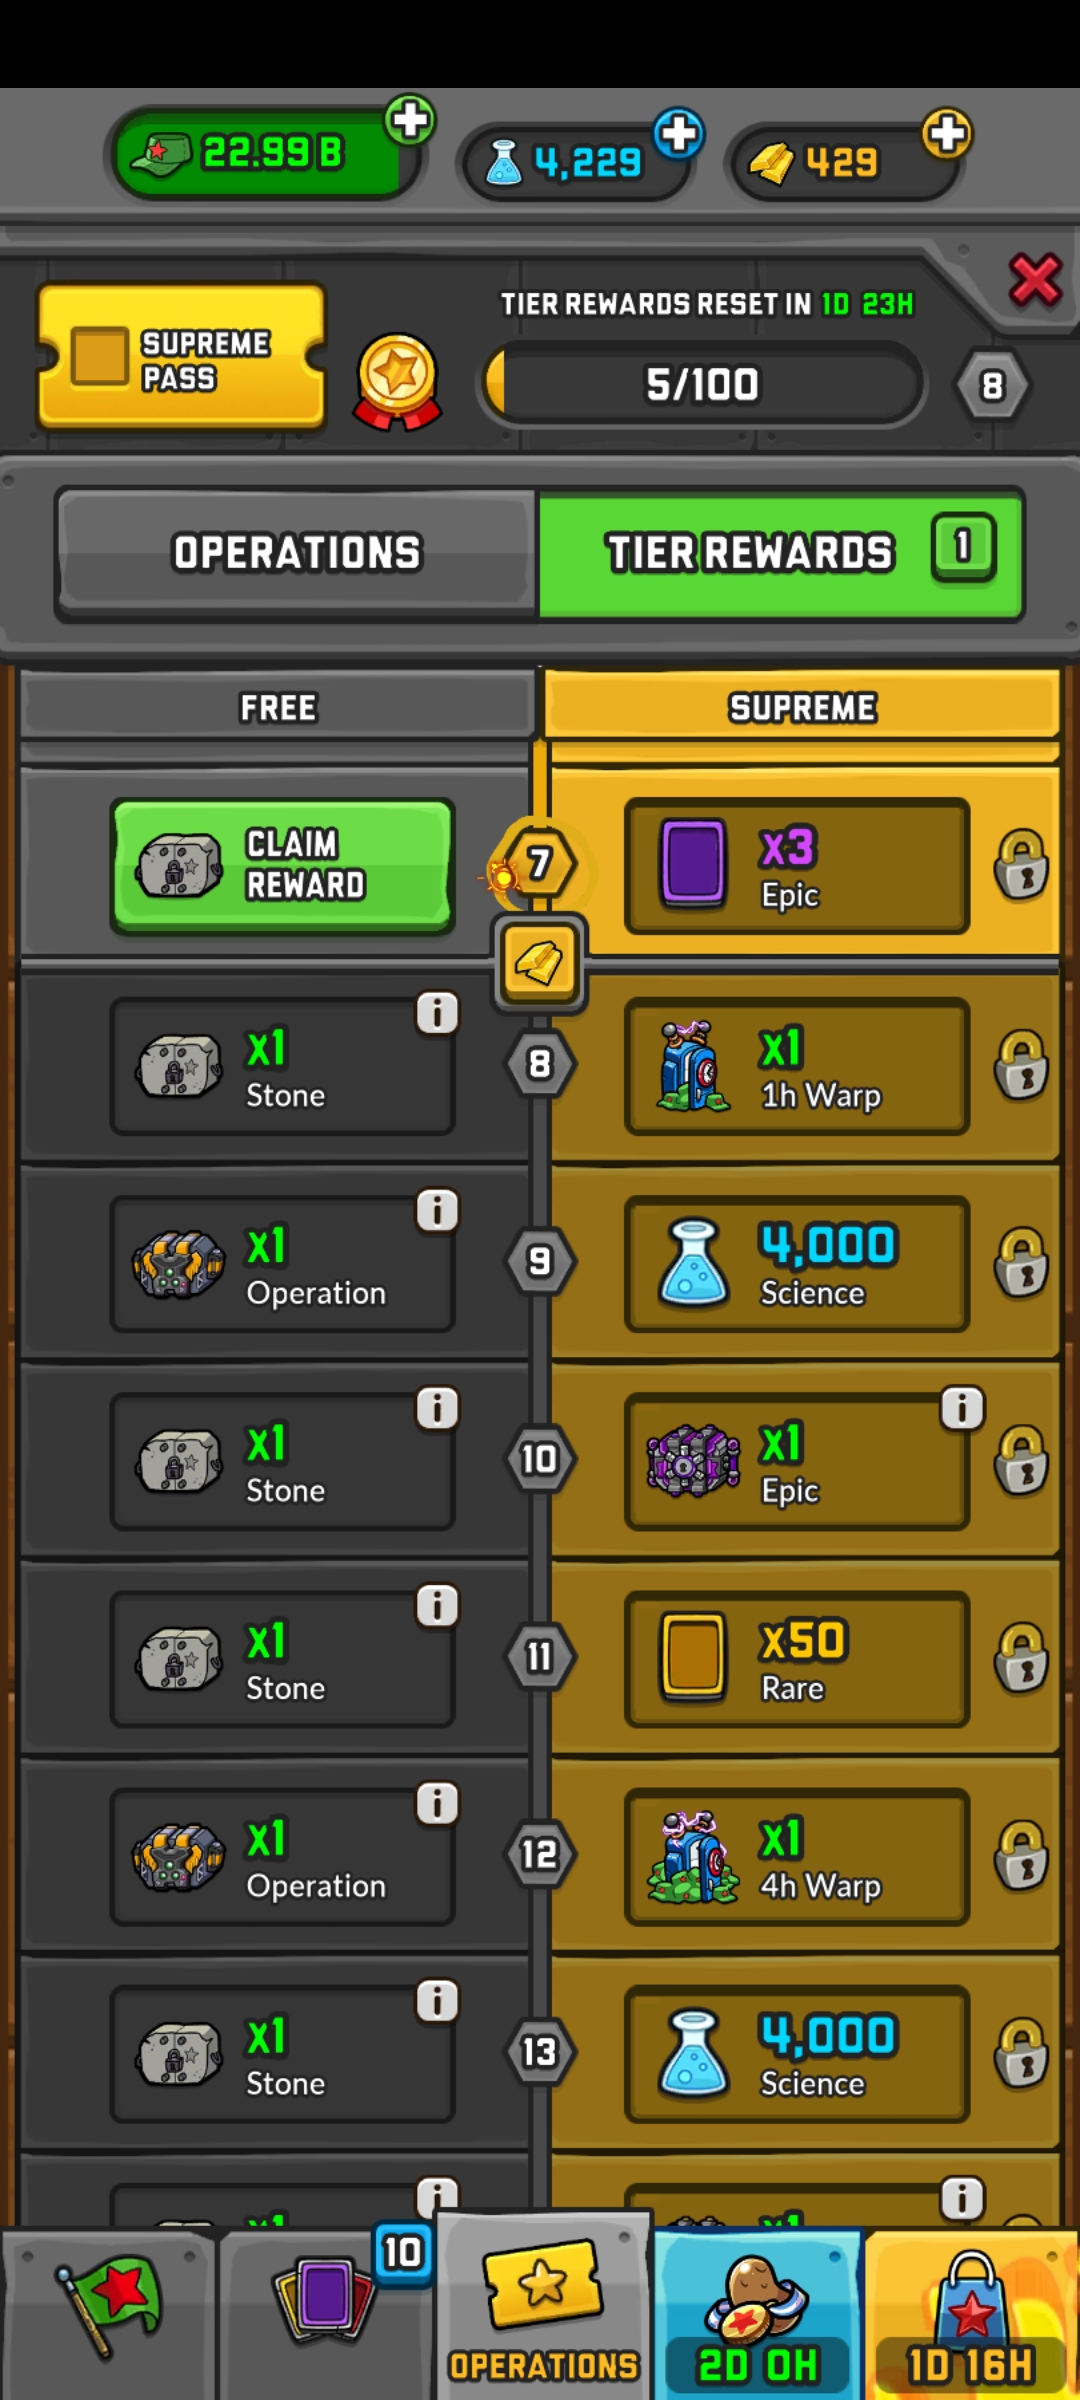 22.99B
4,229
429
TIER REWARDS RESET IN 1D 23H
SUPREME
PASS
5/100
8
OPERATIONS
TIER REWARDS
1
FREE
SUPREME
CLAIM
REWARD
7
x3
Epic
x1
Stone
8
x1
1h Warp
x1
Operation
9
4,000
Science
x1
Stone
10
x1
Epic
x1
Stone
11
x50
Rare
x1
Operation
12
x1
4h Warp
x1
Stone
13
4,000
Science
x1
x1
10
OPERATIONS
2D 0H
1D 16H